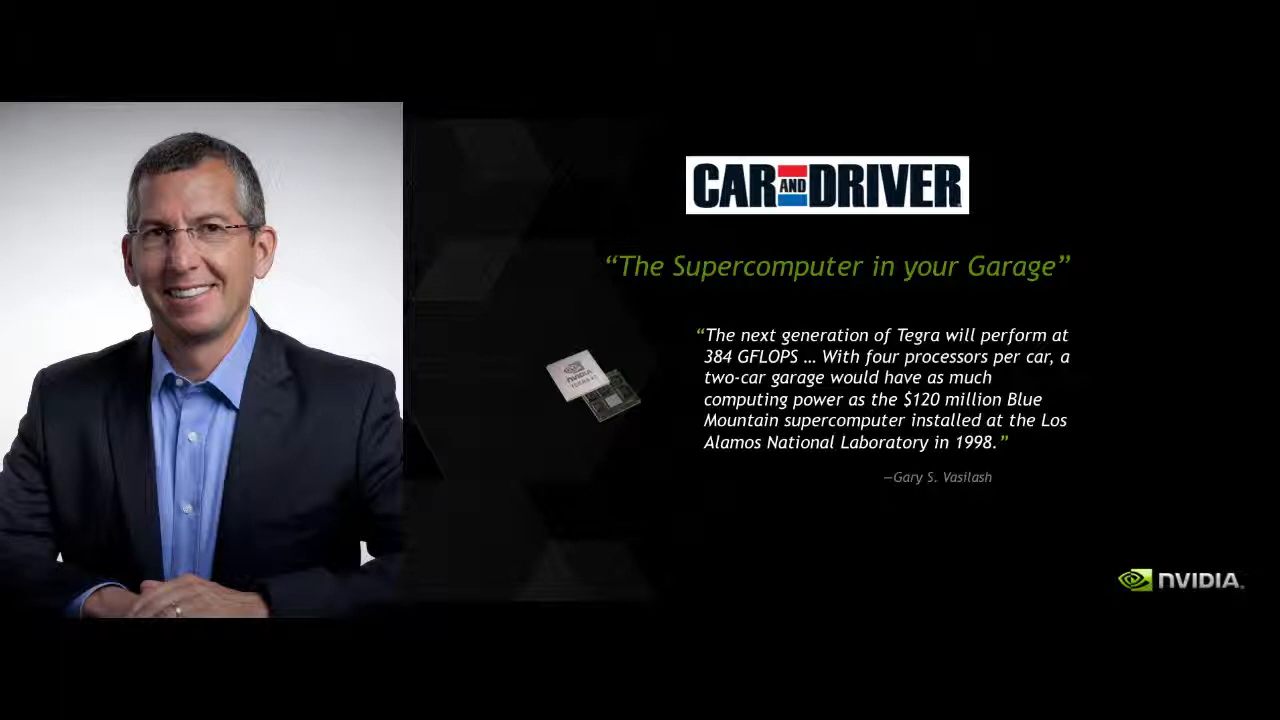 CAR AND DRIVER
“The Supercomputer in your Garage”
“The next generation of Tegra will perform at
384 GFLOPS … With four processors per car, a
two-car garage would have as much
computing power as the $120 million Blue
Mountain supercomputer installed at the Los
Alamos National Laboratory in 1998.”
—Gary S. Vasilash
NVIDIA
NVIDIA.